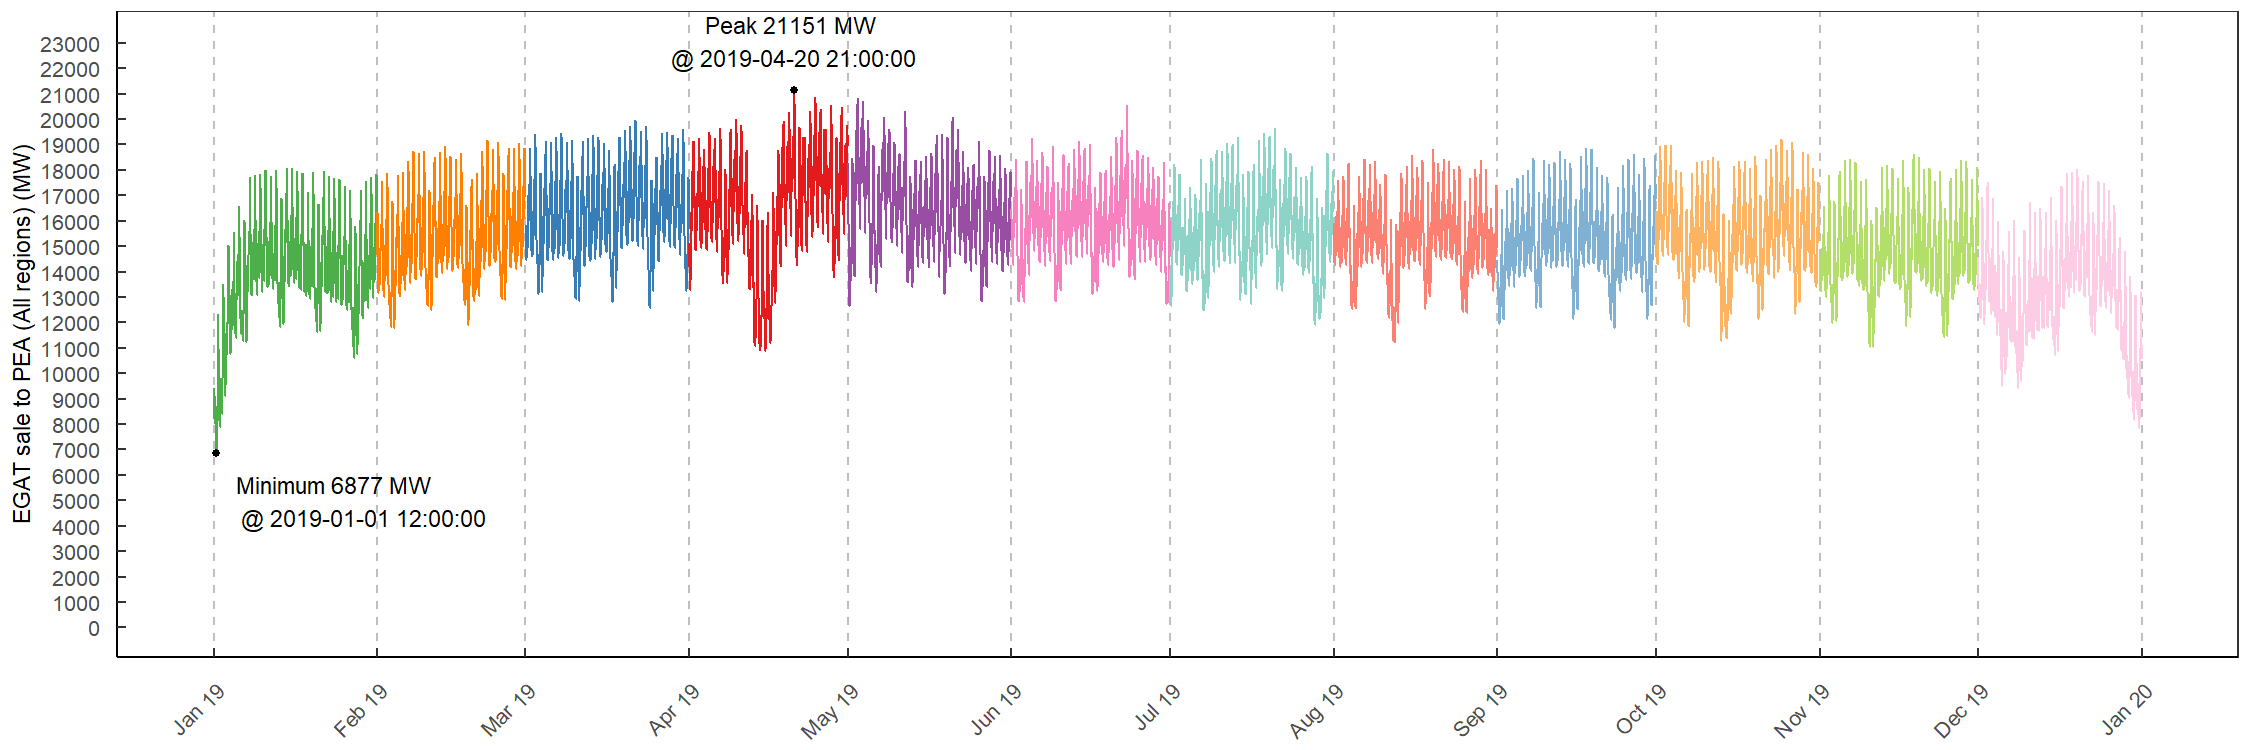 Peak 21151 MW
@ 2019-04-20 21:00:00
EGAT sale to PEA (All regions) (MW)
23000
22000
21000
20000
19000
18000
17000
16000
15000
14000
13000
12000
11000
10000
9000
8000
7000
6000
5000
4000
3000
2000
1000
0
Minimum 6877 MW
@ 2019-01-01 12:00:00
Jan 19
Feb 19
Mar 19
Apr 19
May 19
Jun 19
Jul 19
Aug 19
Sep 19
Oct 19
Nov 19
Dec 19
Jan 20